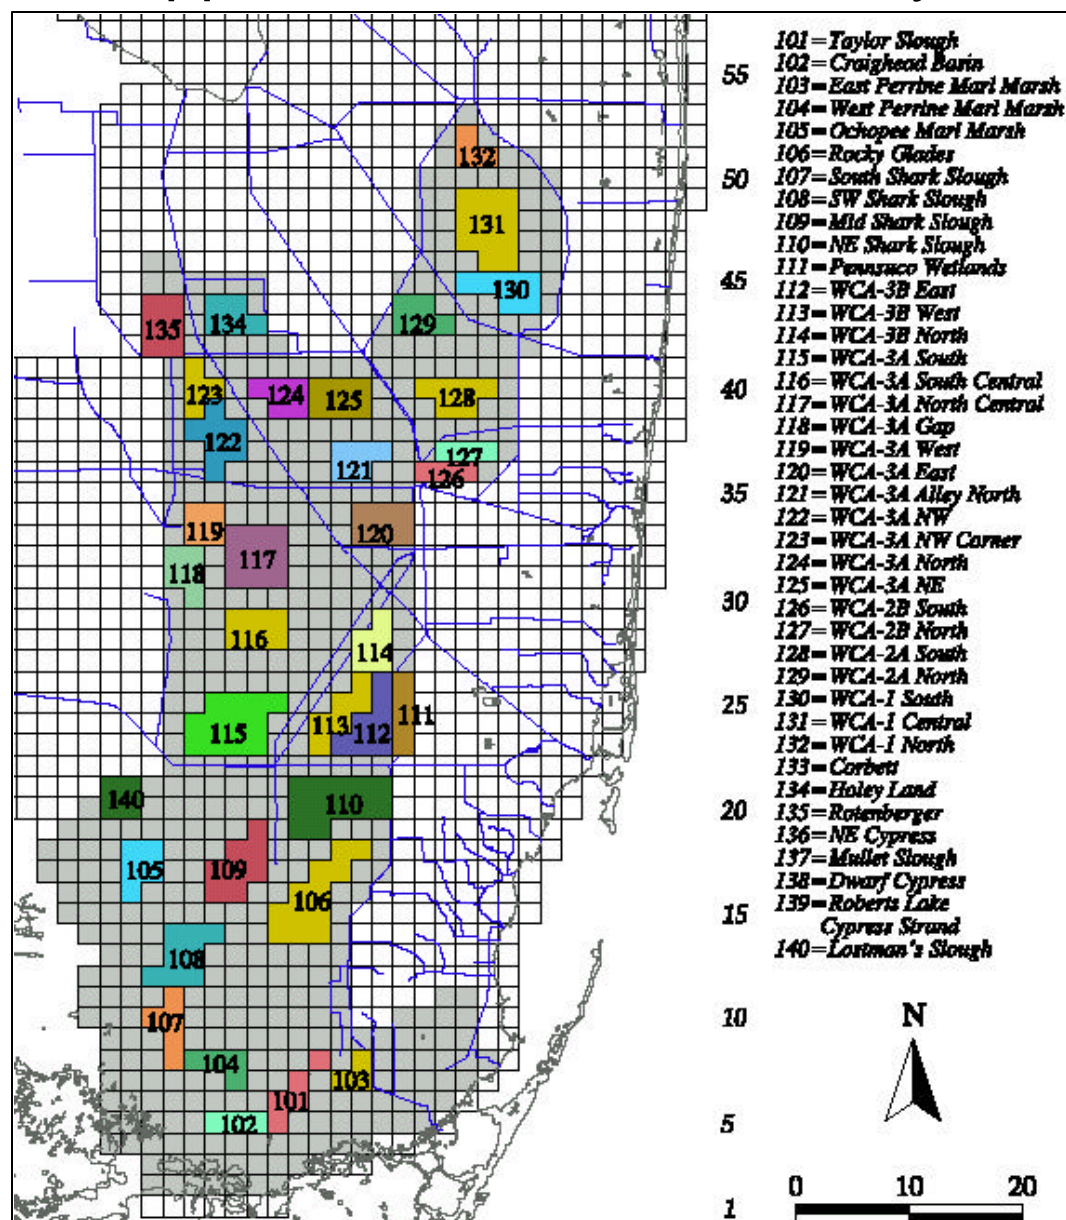 55
50
45
40
35
30
25
20
15
10
5
1
101=Taylor Slough
102=Craighead Basin
103=East Perrine Marl Marsh
104=West Perrine Marl Marsh
105=Ochopee Marl Marsh
106=Rocky Glades
107=South Shark Slough
108=SW Shark Slough
109=Mid Shark Slough
110=NE Shark Slough
111=Pennsuco Wetlands
112=WCA-3B East
113=WCA-3B West
114=WCA-3B North
115=WCA-3A South
116=WCA-3A South Central
117=WCA-3A North Central
118=WCA-3A Gap
119=WCA-3A West
120=WCA-3A East
121=WCA-3A Alley North
122=WCA-3A NW
123=WCA-3A NW Corner
124=WCA-3A North
125=WCA-3A NE
126=WCA-2B South
127=WCA-2B North
128=WCA-2A South
129=WCA-2A North
130=WCA-1 South
131=WCA-1 Central
132=WCA-1 North
133=Corbett
134=Holey Land
135=Rotenberger
136=NE Cypress
137=Mullet Slough
138=Dwarf Cypress
139=Roberts Lake
Cypress Strand
140=Lostman's Slough
132
131
130
129
135
134
123
124
125
128
122
121
127
126
119
120
118
117
116
114
115
113
112
111
140
110
105
109
106
108
107
104
103
101
102
N
0 10 20